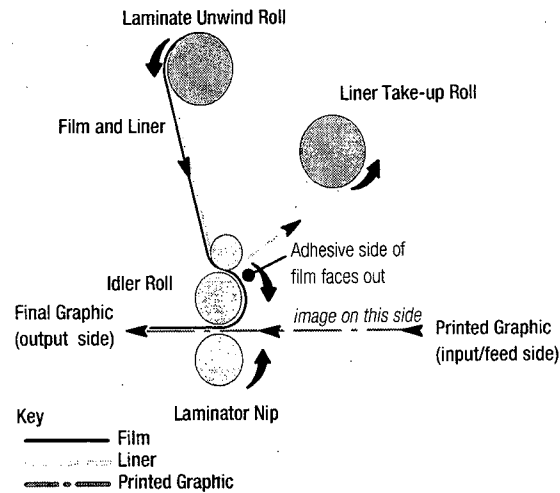 Laminate Unwind Roll
Liner Take-up Roll
Film and Liner
Adhesive side of
film faces out
Idler Roll
Final Graphic
(output side)
image on this side
Printed Graphic
(input/feed side)
Laminator Nip
Key
Film
Liner
Printed Graphic